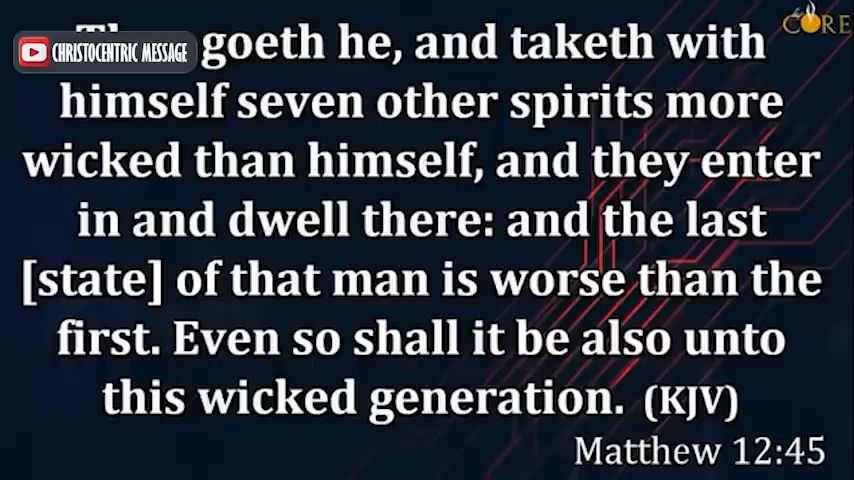 CHRISTOCENTRIC MESSAGE
CORE
goeth he, and taketh with
himself seven other spirits more
wicked than himself, and they enter
in and dwell there: and the last
[state] of that man is worse than the
first. Even so shall it be also unto
this wicked generation. (KJV)
Matthew 12:45